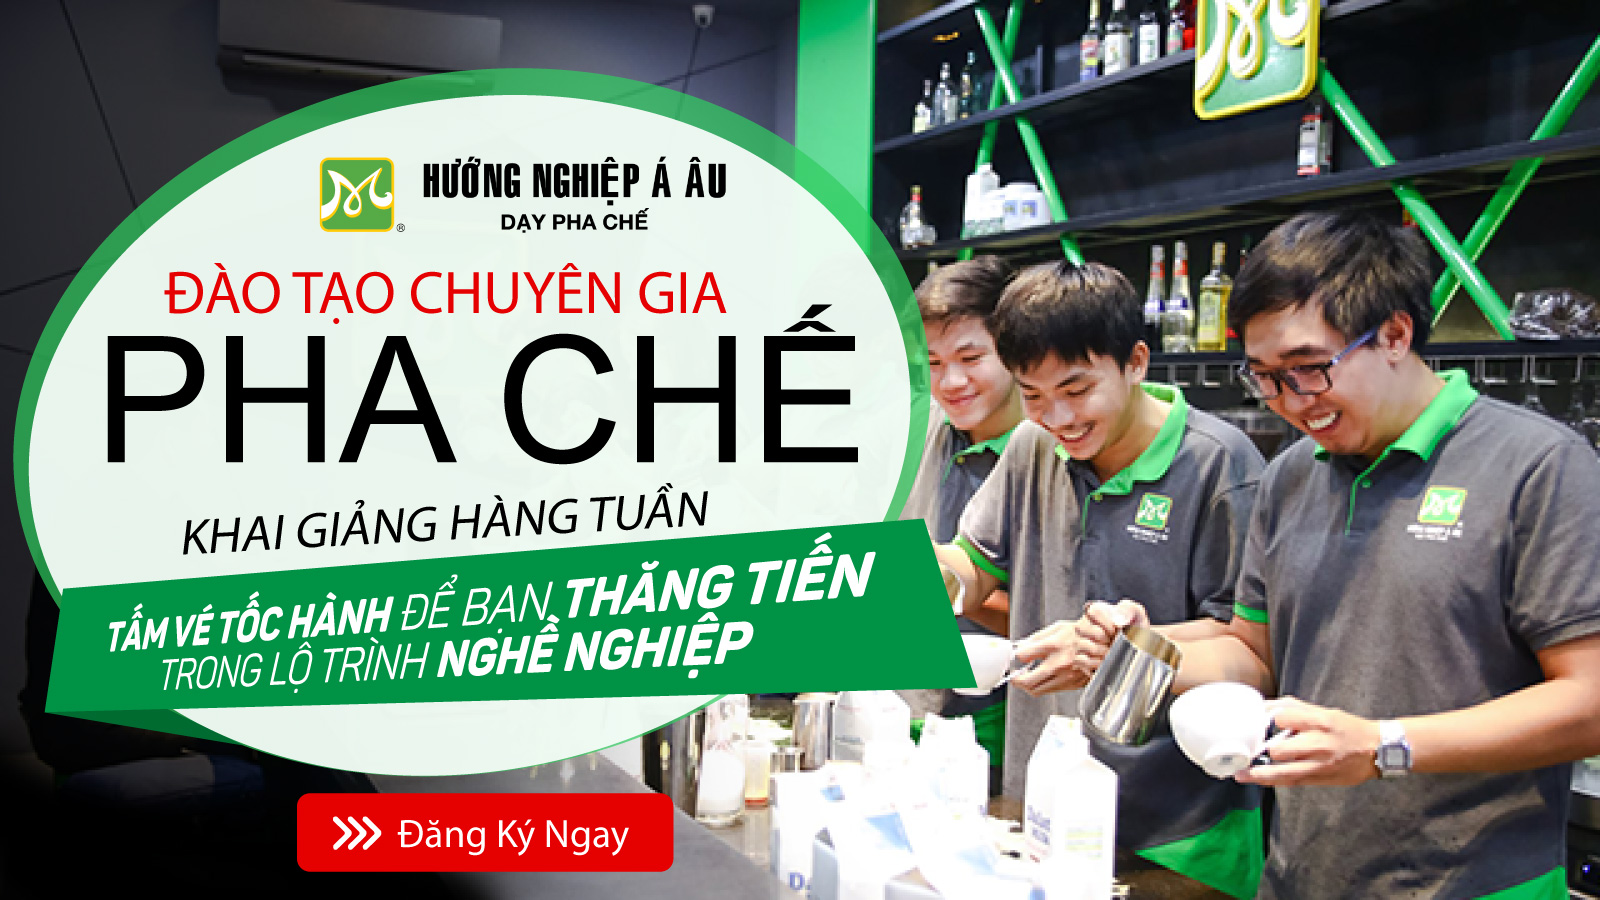 HƯỚNG NGHIỆP Á ÂU
®
DẠY PHA CHẾ
ĐÀO TẠO CHUYÊN GIA
PHA CHẾ
KHAI GIẢNG HÀNG TUẦN
TẤM VÉ TỐC HÀNH ĐỂ BẠN THĂNG TIẾN
TRONG LỘ TRÌNH NGHỀ NGHIỆP
Đăng Ký Ngay